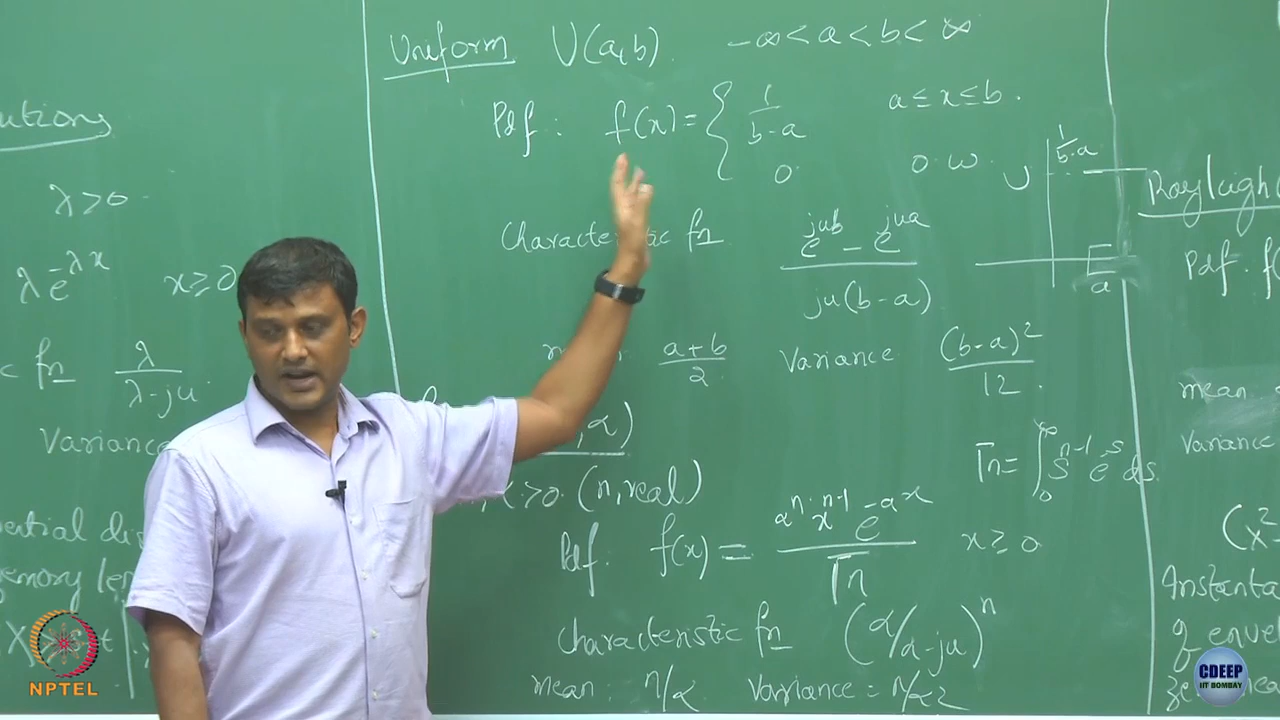 λ>0.
λe^{-λx} x≥0
fn λ/(λ-ju)
Variance
Uniform U(a,b). -∞<a<b<∞
Pdf : f(x)= { 1/(b-a) a≤x≤b.
0. 0.w.
1/(b-a)
a
Characteristic fn (e^{jub} - e^{jua})/(ju(b-a))
(a+b)/2 Variance (b-a)^2/12.
,α)
>0. (n, real)
Γn = ∫_0^∞ s^{n-1} e^{-s} ds.
Pdf. f(x) = (α^n x^{n-1} e^{-αx})/Γn x≥0
Characteristic fn (α/α-ju)^n
mean: n/α Variance = n/α2
Rayleigh(
Pdf. f(
mean
Variance
Instanta
of envel
NPTEL
CDEEP
IIT BOMBAY